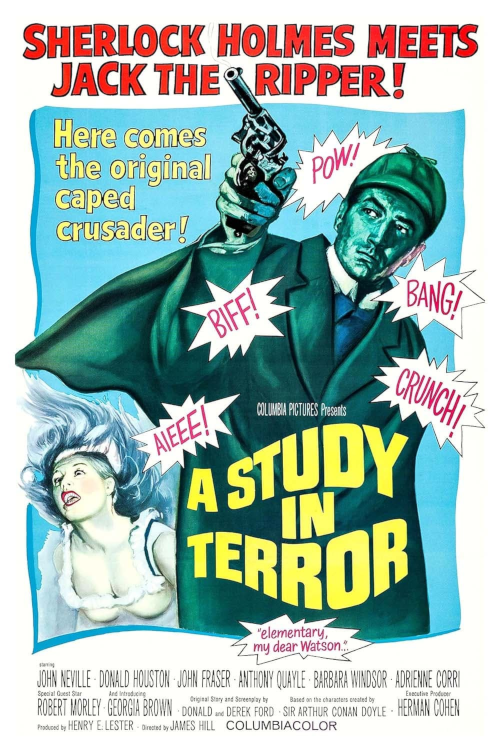 SHERLOCK HOLMES MEETS
JACK THE RIPPER!
Here comes
the original
caped
crusader!
POW!
BIFF!
BANG!
CRUNCH!
AIEEE!
COLUMBIA PICTURES Presents
A STUDY
IN
TERROR
"elementary,
my dear Watson.".
starring
JOHN NEVILLE · DONALD HOUSTON · JOHN FRASER · ANTHONY QUAYLE · BARBARA WINDSOR · ADRIENNE CORRI
Special Guest Star And Introducing Original Story and Screenplay by Based on the characters created by Executive Producer
ROBERT MORLEY · GEORGIA BROWN · DONALD and DEREK FORD · SIR ARTHUR CONAN DOYLE · HERMAN COHEN
Produced by HENRY E. LESTER · Directed by JAMES HILL COLUMBIACOLOR